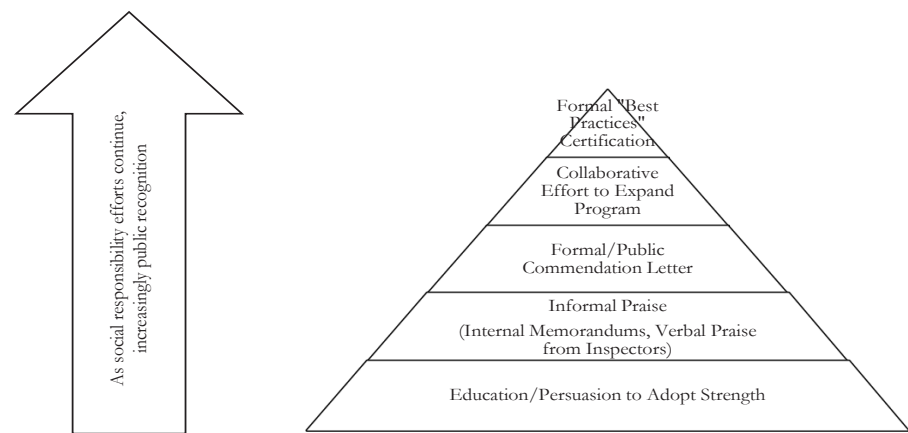 As social responsibility efforts continue,
increasingly public recognition
Formal "Best
Practices"
Certification
Collaborative
Effort to Expand
Program
Formal/Public
Commendation Letter
Informal Praise
(Internal Memorandums, Verbal Praise
from Inspectors)
Education/Persuasion to Adopt Strength